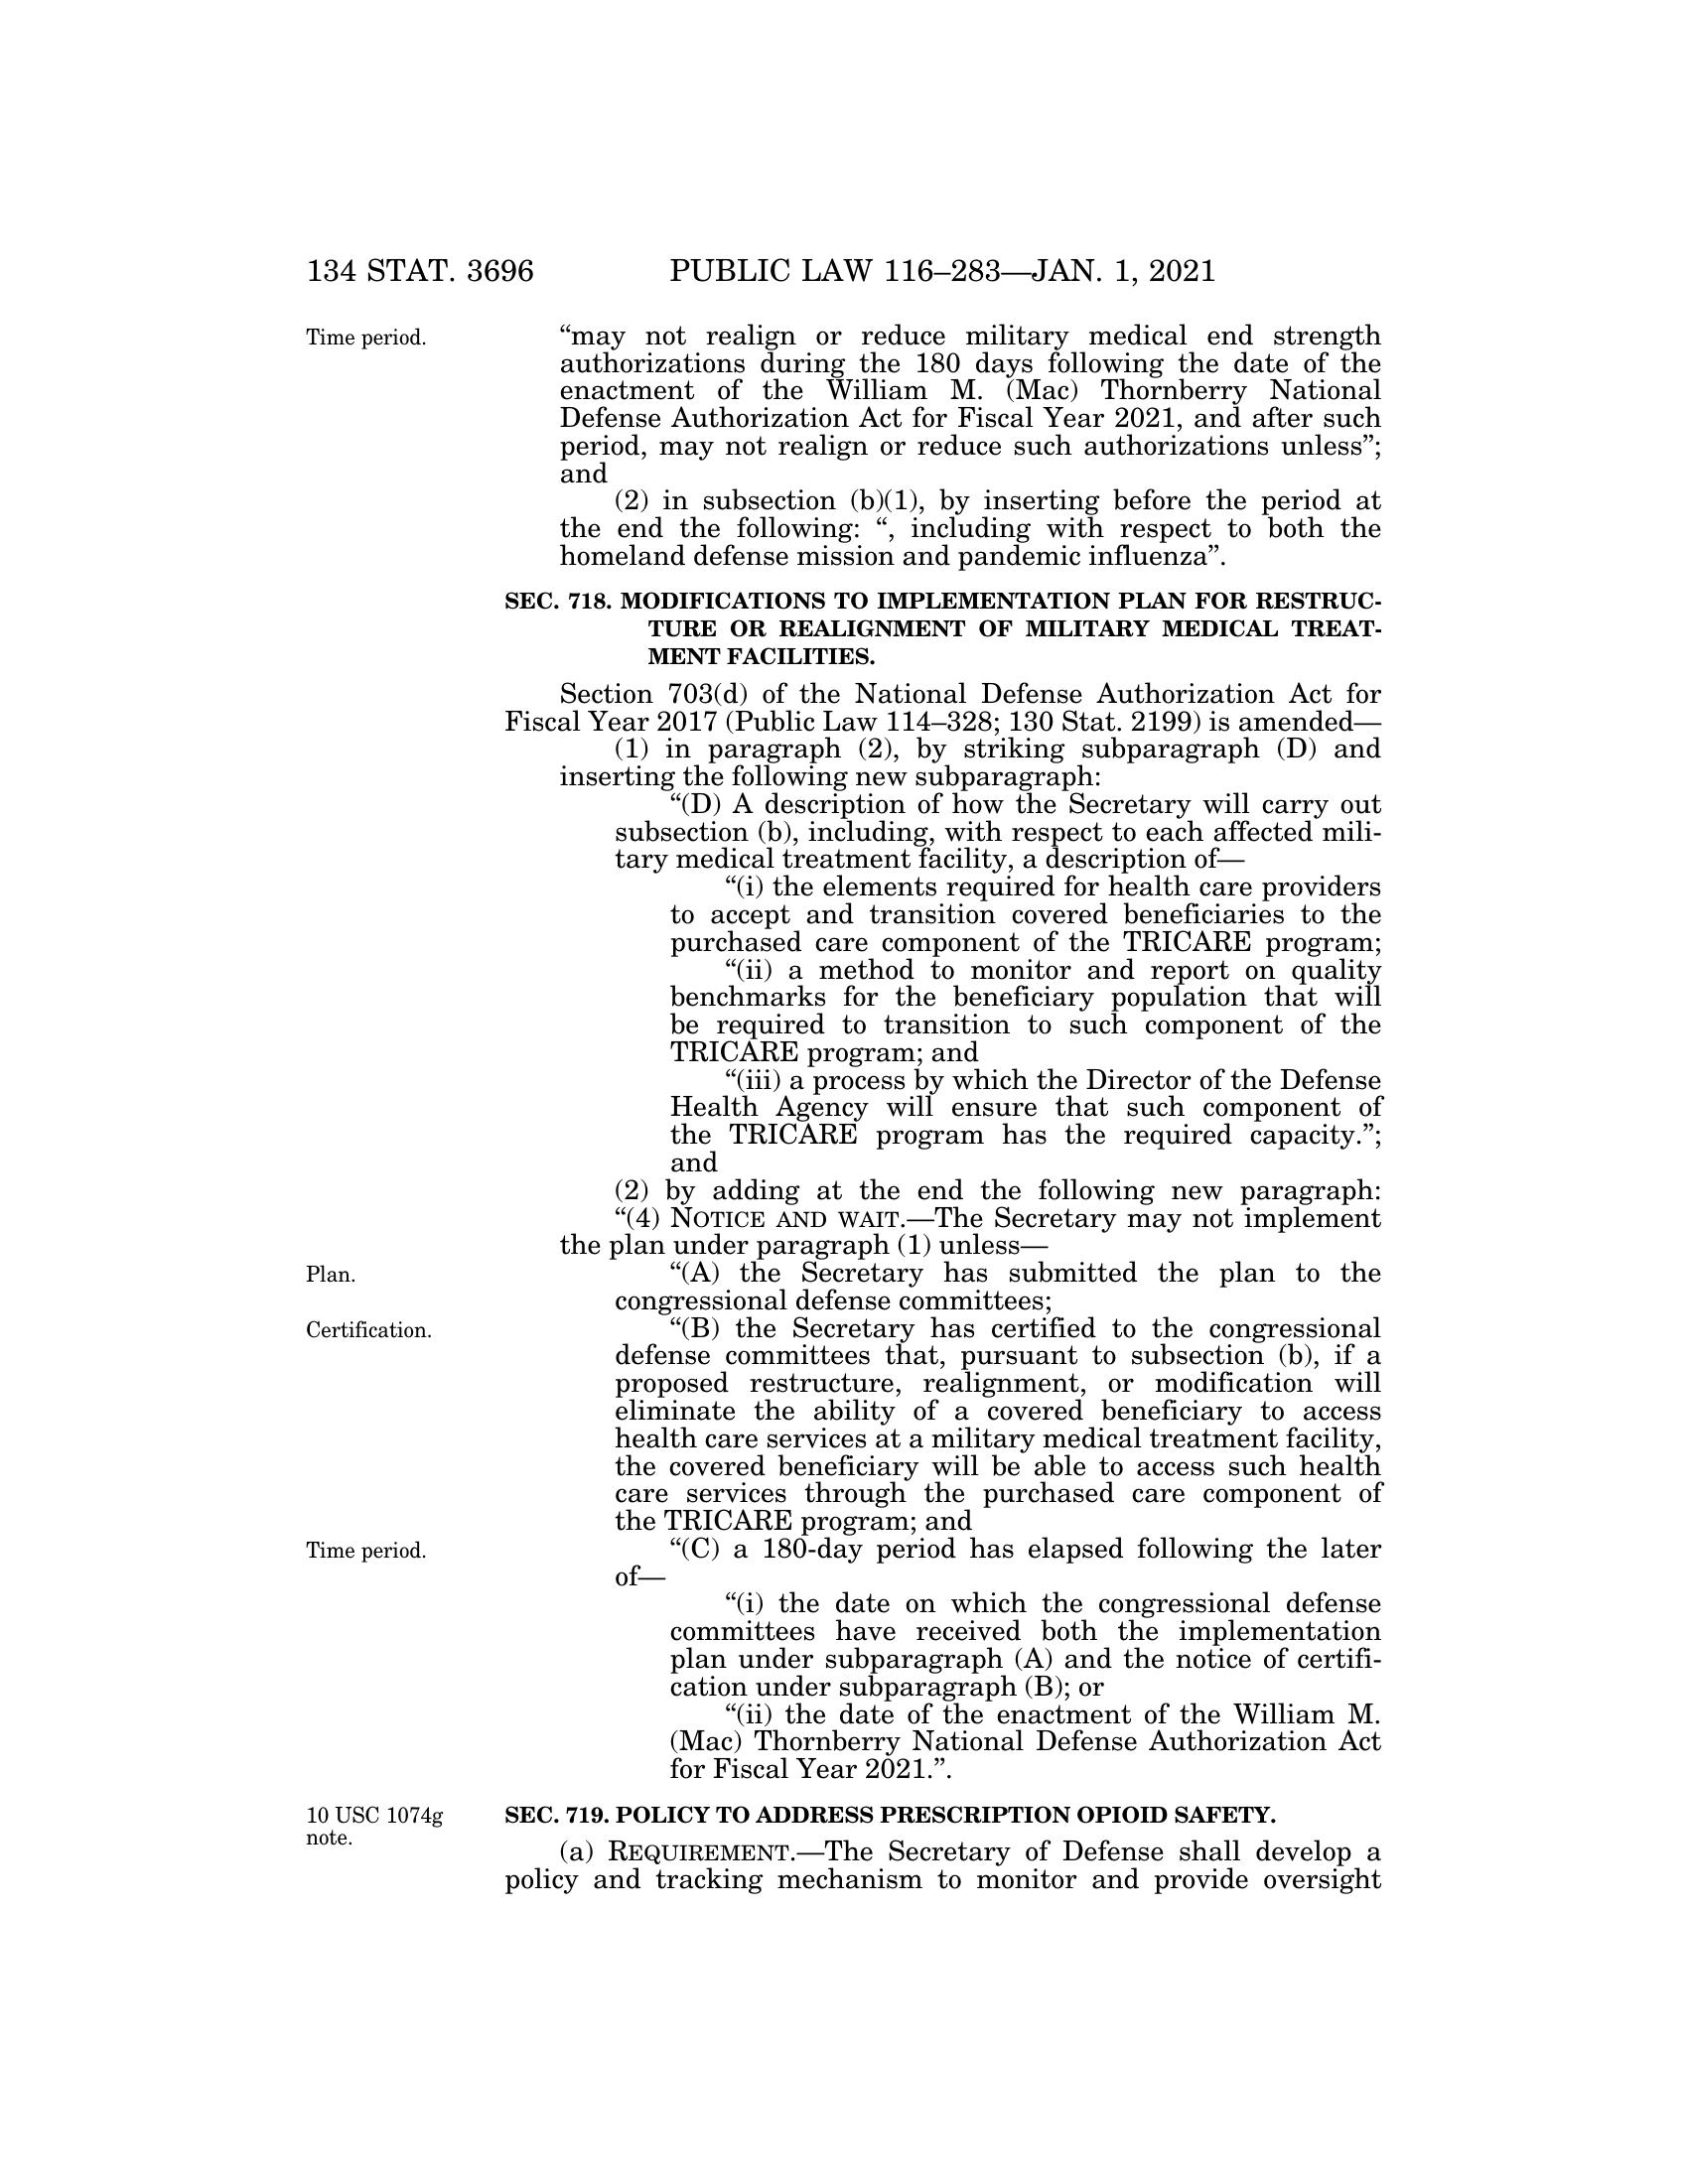 134 STAT. 3696 PUBLIC LAW 116–283—JAN. 1, 2021
Time period.
“may not realign or reduce military medical end strength
authorizations during the 180 days following the date of the
enactment of the William M. (Mac) Thornberry National
Defense Authorization Act for Fiscal Year 2021, and after such
period, may not realign or reduce such authorizations unless”;
and
(2) in subsection (b)(1), by inserting before the period at
the end the following: “, including with respect to both the
homeland defense mission and pandemic influenza”.
SEC. 718. MODIFICATIONS TO IMPLEMENTATION PLAN FOR RESTRUC-
TURE OR REALIGNMENT OF MILITARY MEDICAL TREAT-
MENT FACILITIES.
Section 703(d) of the National Defense Authorization Act for
Fiscal Year 2017 (Public Law 114–328; 130 Stat. 2199) is amended—
(1) in paragraph (2), by striking subparagraph (D) and
inserting the following new subparagraph:
“(D) A description of how the Secretary will carry out
subsection (b), including, with respect to each affected mili-
tary medical treatment facility, a description of—
“(i) the elements required for health care providers
to accept and transition covered beneficiaries to the
purchased care component of the TRICARE program;
“(ii) a method to monitor and report on quality
benchmarks for the beneficiary population that will
be required to transition to such component of the
TRICARE program; and
“(iii) a process by which the Director of the Defense
Health Agency will ensure that such component of
the TRICARE program has the required capacity.”;
and
(2) by adding at the end the following new paragraph:
“(4) NOTICE AND WAIT.—The Secretary may not implement
the plan under paragraph (1) unless—
Plan.
“(A) the Secretary has submitted the plan to the
congressional defense committees;
Certification.
“(B) the Secretary has certified to the congressional
defense committees that, pursuant to subsection (b), if a
proposed restructure, realignment, or modification will
eliminate the ability of a covered beneficiary to access
health care services at a military medical treatment facility,
the covered beneficiary will be able to access such health
care services through the purchased care component of
the TRICARE program; and
Time period.
“(C) a 180-day period has elapsed following the later
of—
“(i) the date on which the congressional defense
committees have received both the implementation
plan under subparagraph (A) and the notice of certifi-
cation under subparagraph (B); or
“(ii) the date of the enactment of the William M.
(Mac) Thornberry National Defense Authorization Act
for Fiscal Year 2021.”.
10 USC 1074g
note.
SEC. 719. POLICY TO ADDRESS PRESCRIPTION OPIOID SAFETY.
(a) REQUIREMENT.—The Secretary of Defense shall develop a
policy and tracking mechanism to monitor and provide oversight